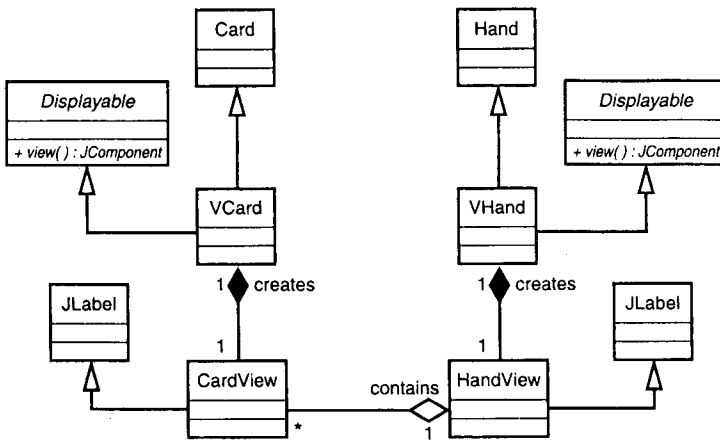 Card
Hand
Displayable
+ view( ) : JComponent
Displayable
+ view( ) : JComponent
VCard
VHand
1 creates
1 creates
JLabel
JLabel
1
1
CardView
HandView
contains
*
1